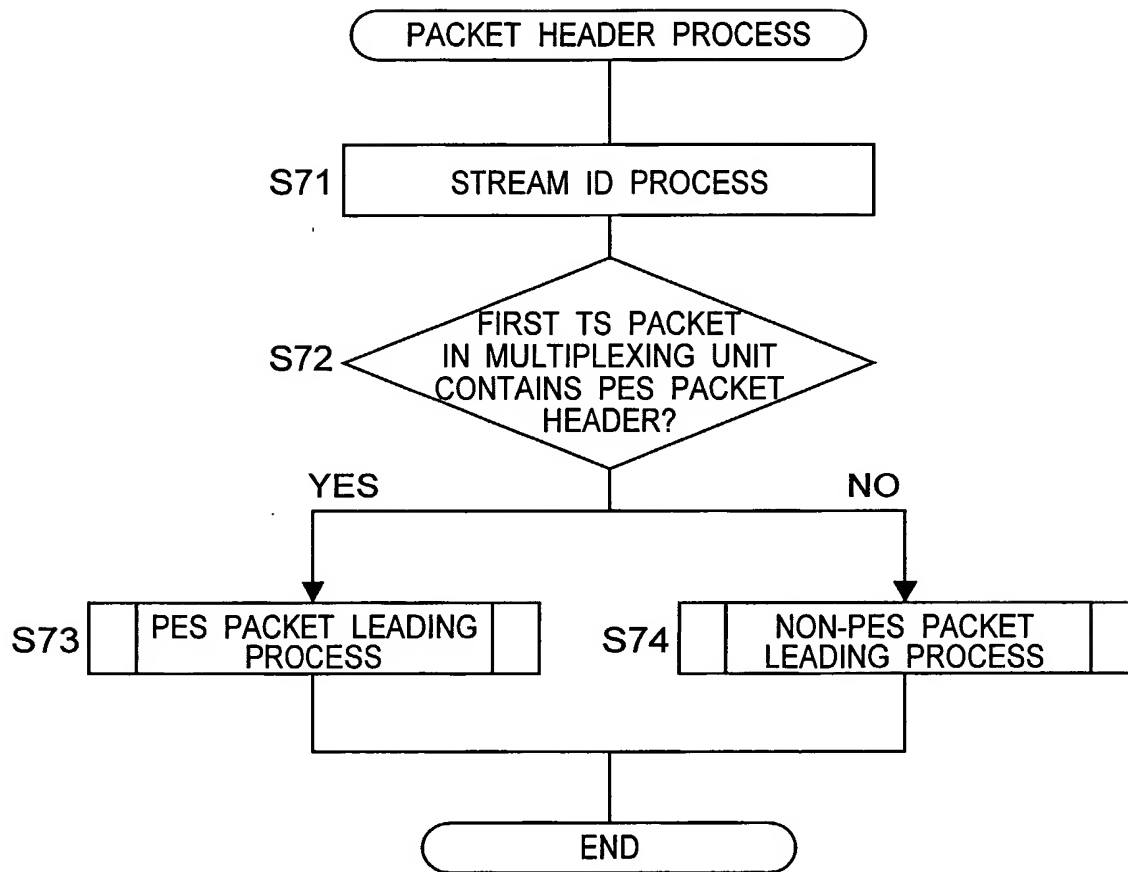 PACKET HEADER PROCESS
S71
STREAM ID PROCESS
S72
FIRST TS PACKET
IN MULTIPLEXING UNIT
CONTAINS PES PACKET
HEADER?
YES
NO
S73
PES PACKET LEADING
PROCESS
S74
NON-PES PACKET
LEADING PROCESS
END